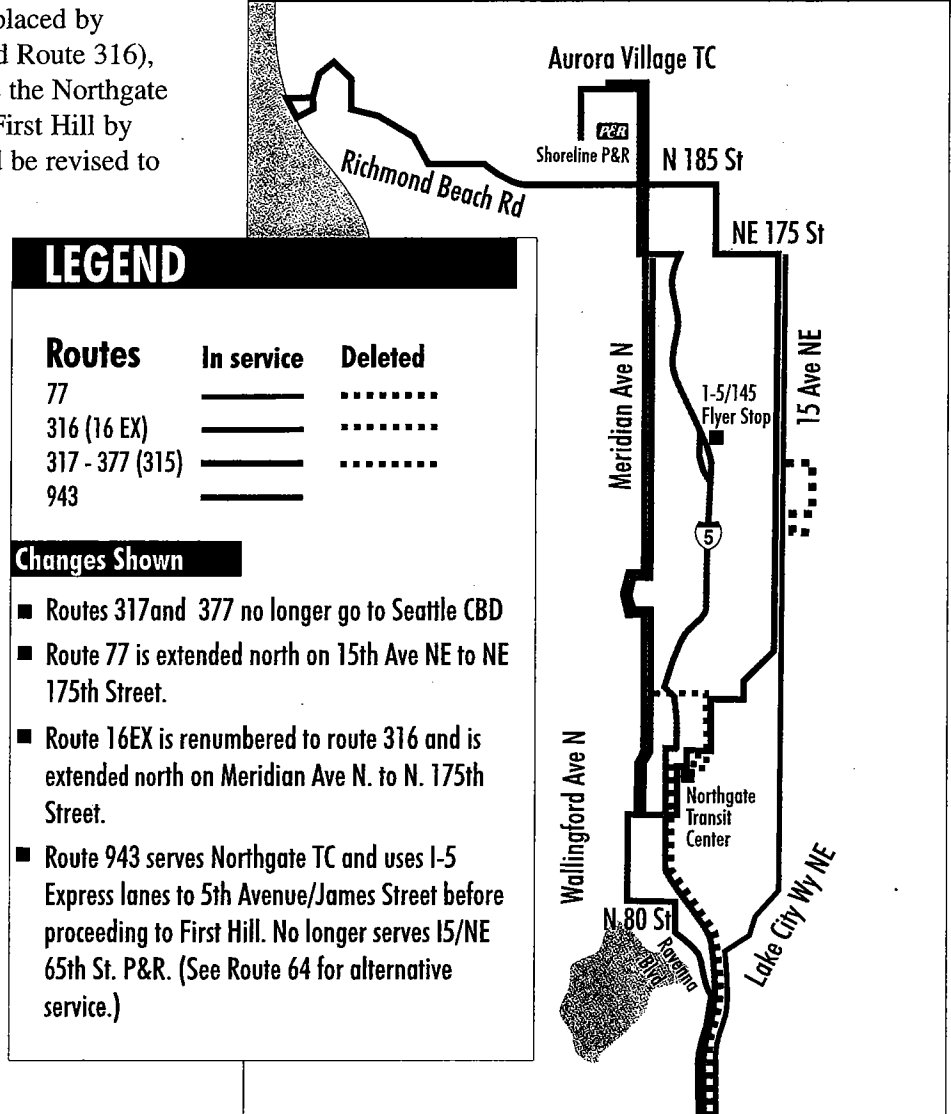 placed by
d Route 316),
the Northgate
First Hill by
d be revised to
LEGEND
Routes In service Deleted
77
316 (16 EX)
317 - 377 (315)
943
Changes Shown
■ Routes 317and 377 no longer go to Seattle CBD
■ Route 77 is extended north on 15th Ave NE to NE
175th Street.
■ Route 16EX is renumbered to route 316 and is
extended north on Meridian Ave N. to N. 175th
Street.
■ Route 943 serves Northgate TC and uses I-5
Express lanes to 5th Avenue/James Street before
proceeding to First Hill. No longer serves I5/NE
65th St. P&R. (See Route 64 for alternative
service.)
Aurora Village TC
P&R
Shoreline P&R
N 185 St
Richmond Beach Rd
NE 175 St
Meridian Ave N
15 Ave NE
1-5/145
Flyer Stop
5
Wallingford Ave N
Northgate
Transit
Center
N 80 St
Ravenna
Blvd
Lake City Wy NE